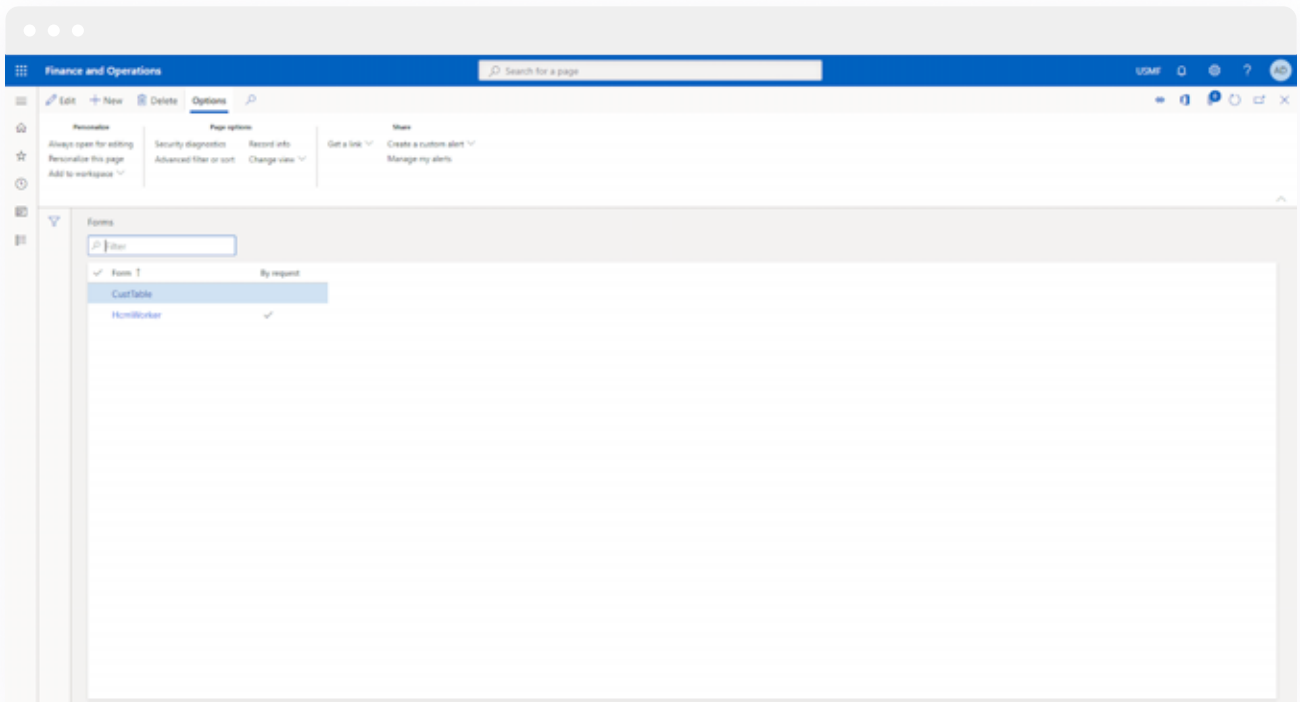 Finance and Operations
Search for a page
USMF
?
AD
Edit
New
Delete
Options
Personalize
Always open for editing
Personalize this page
Add to workspace
Page options
Security diagnostics
Advanced filter or sort
Record info
Change view
Get a link
Share
Create a custom alert
Manage my alerts
Forms
Filter
Form By request
CustTable
HcmWorker